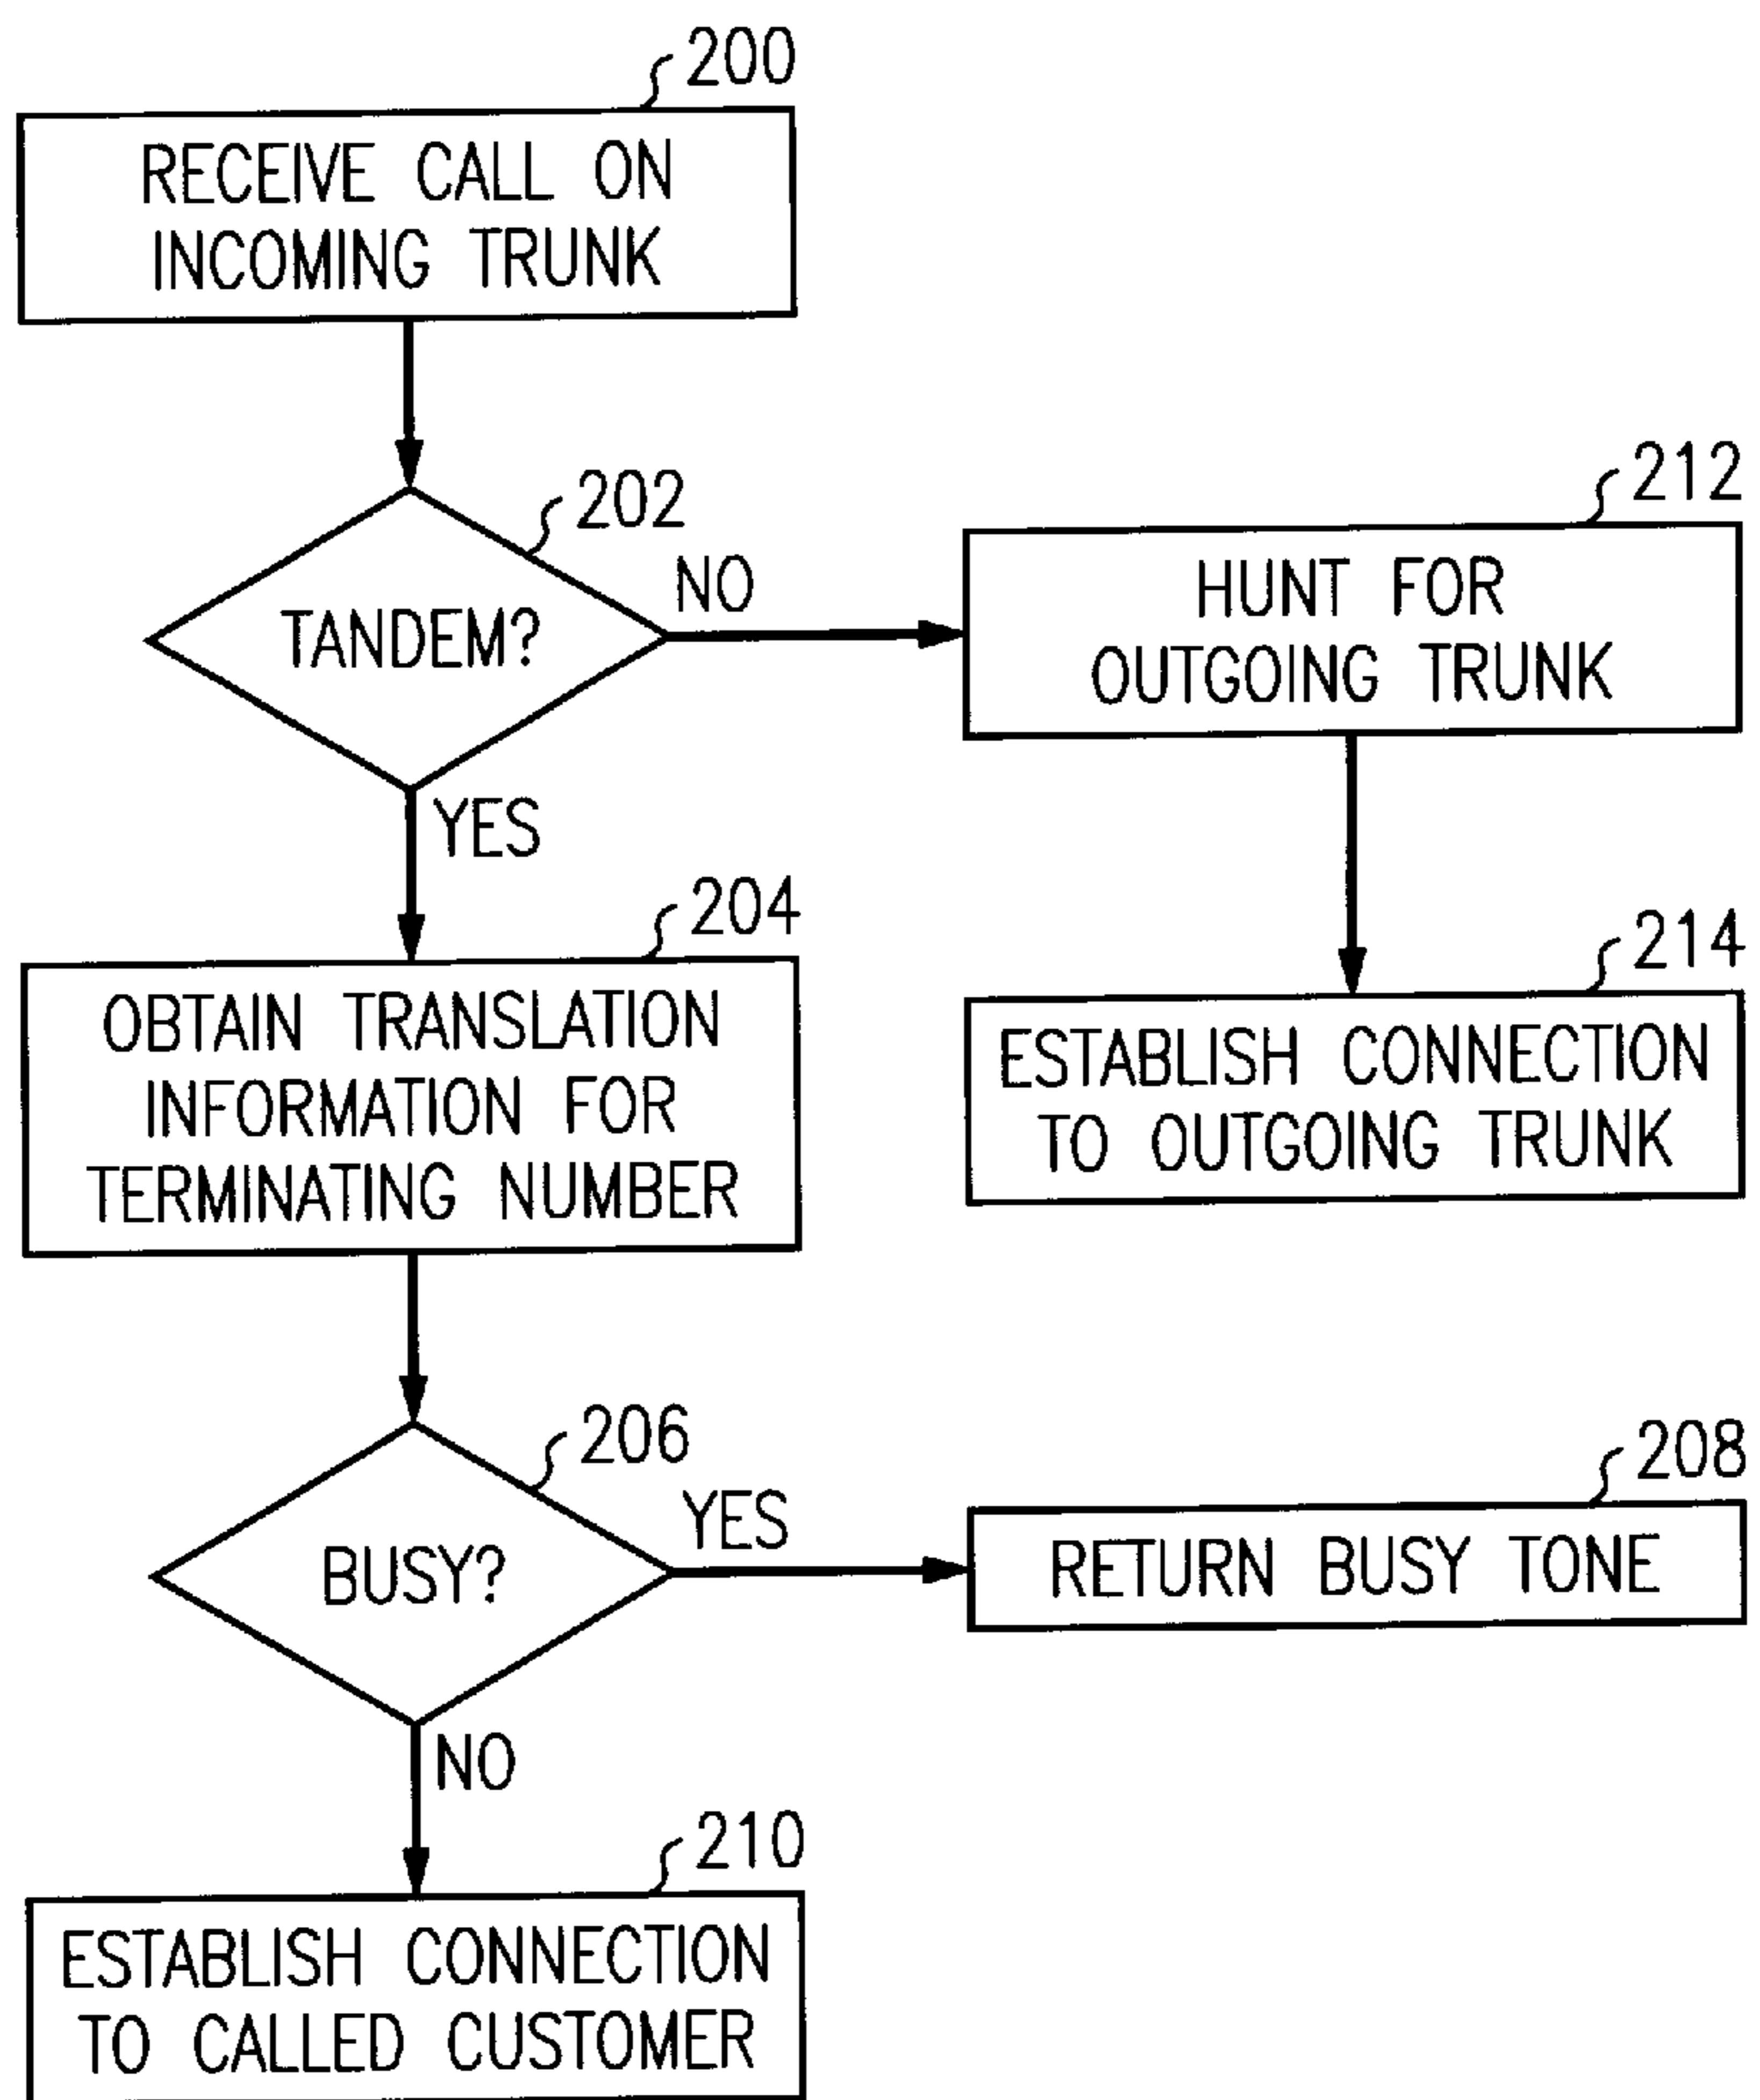 200
RECEIVE CALL ON
INCOMING TRUNK
202
TANDEM?
NO
YES
212
HUNT FOR
OUTGOING TRUNK
214
ESTABLISH CONNECTION
TO OUTGOING TRUNK
204
OBTAIN TRANSLATION
INFORMATION FOR
TERMINATING NUMBER
206
BUSY?
YES
NO
208
RETURN BUSY TONE
210
ESTABLISH CONNECTION
TO CALLED CUSTOMER